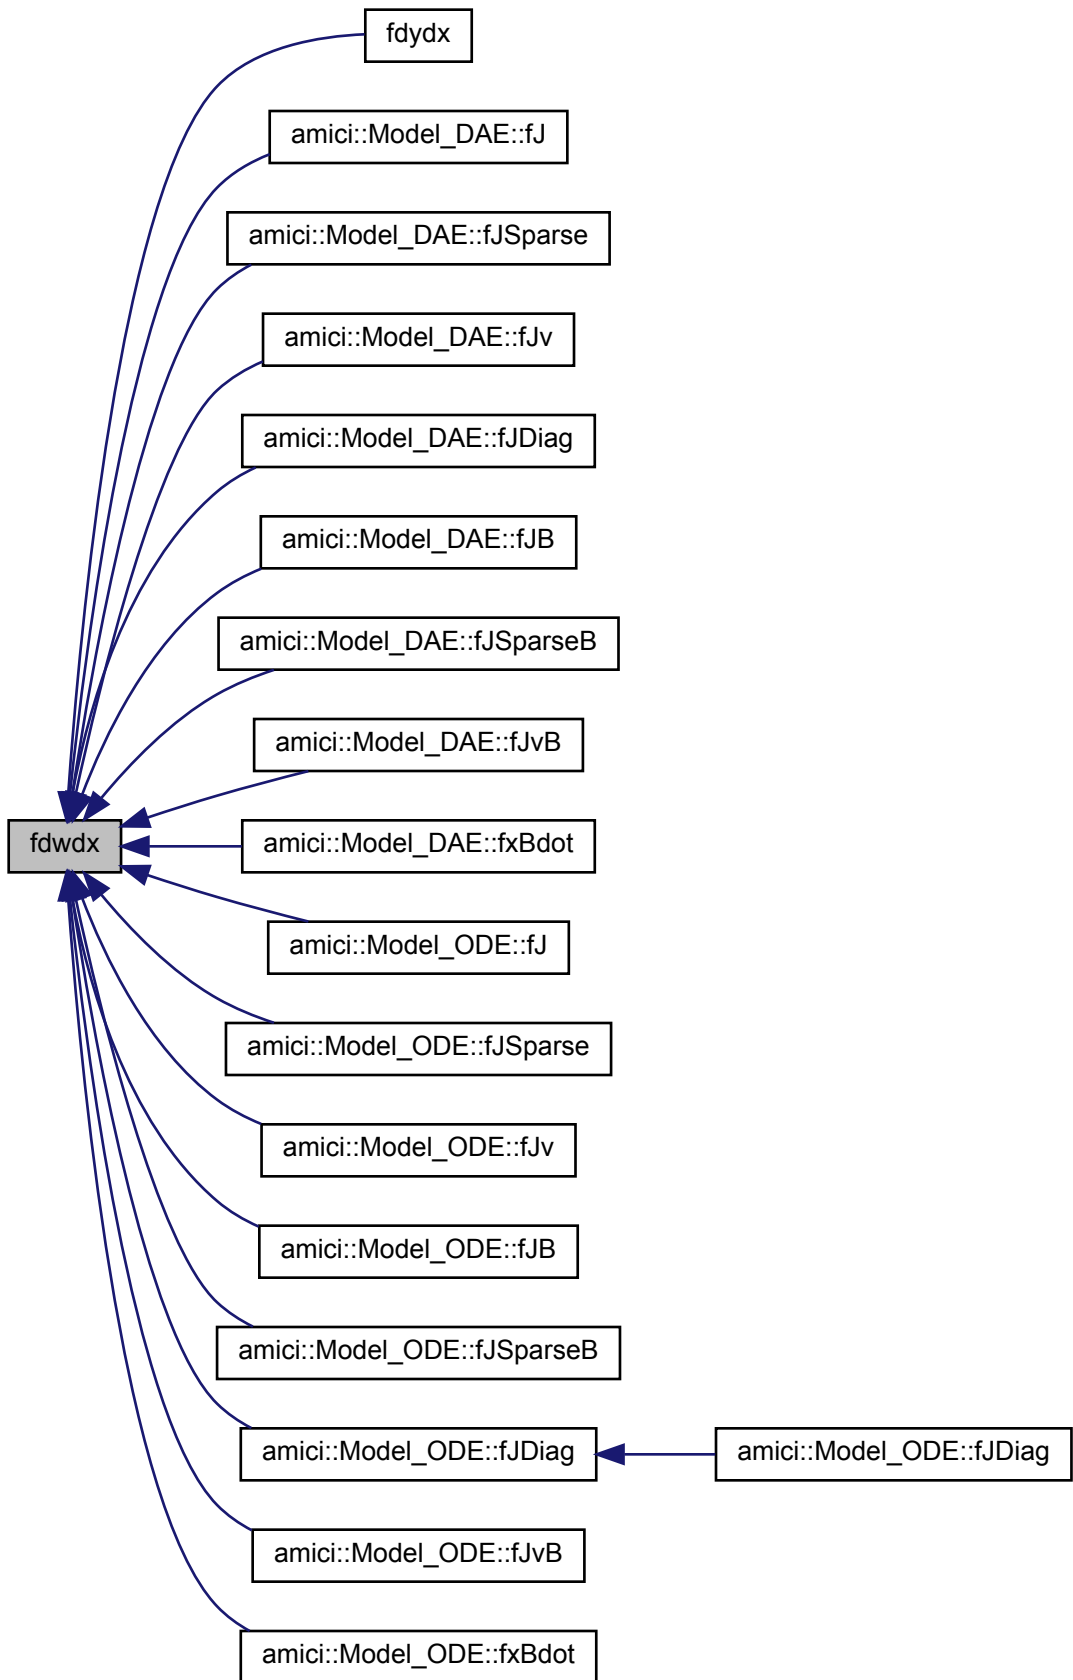 fdydx
amici::Model_DAE::fJ
amici::Model_DAE::fJSparse
amici::Model_DAE::fJv
amici::Model_DAE::fJDiag
amici::Model_DAE::fJB
amici::Model_DAE::fJSparseB
amici::Model_DAE::fJvB
fdwdx
amici::Model_DAE::fxBdot
amici::Model_ODE::fJ
amici::Model_ODE::fJSparse
amici::Model_ODE::fJv
amici::Model_ODE::fJB
amici::Model_ODE::fJSparseB
amici::Model_ODE::fJDiag
amici::Model_ODE::fJDiag
amici::Model_ODE::fJvB
amici::Model_ODE::fxBdot